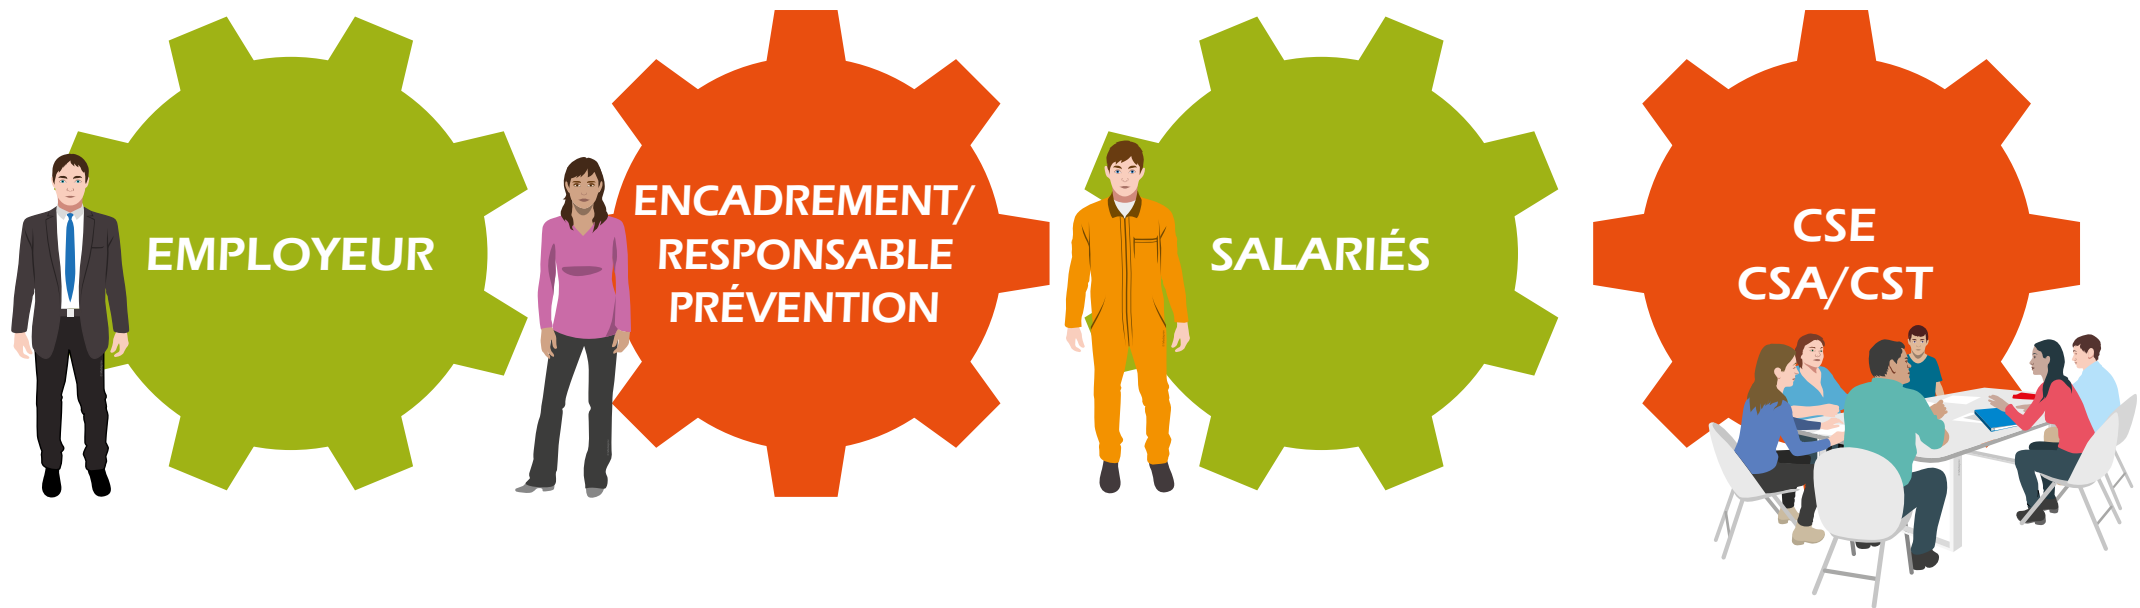 EMPLOYEUR
ENCADREMENT/
RESPONSABLE
PRÉVENTION
SALARIÉS
CSE
CSA/CST